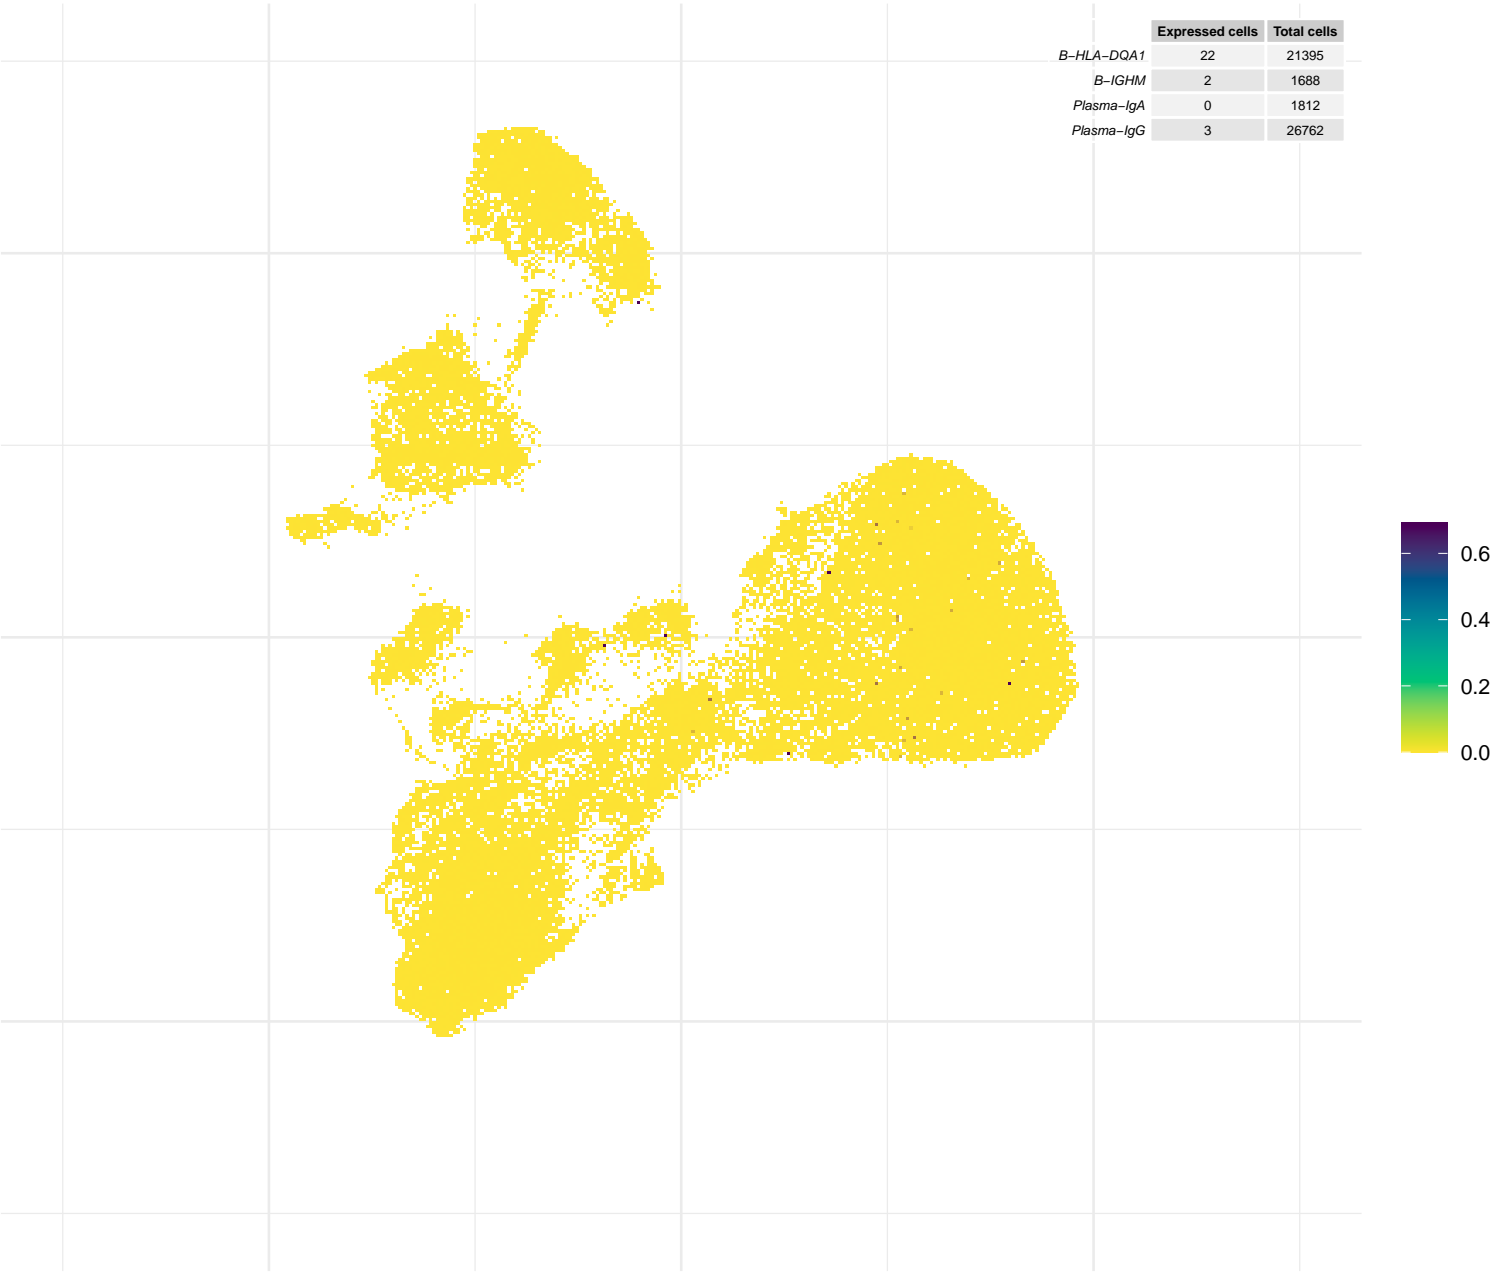 Expressed cells Total cells
B−HLA−DQA1 22 21395
B−IGHM 2 1688
Plasma−IgA 0 1812
Plasma−IgG 3 26762
0.6
0.4
0.2
0.0